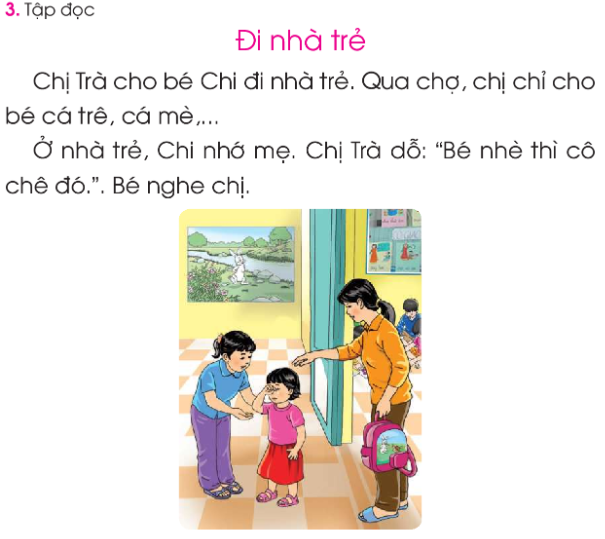 3. Tập đọc
Đi nhà trẻ
Chị Trà cho bé Chi đi nhà trẻ. Qua chợ, chị chỉ cho
bé cá trê, cá mè,...
Ở nhà trẻ, Chi nhớ mẹ. Chị Trà dỗ: “Bé nhè thì cô
chê đó.”. Bé nghe chị.